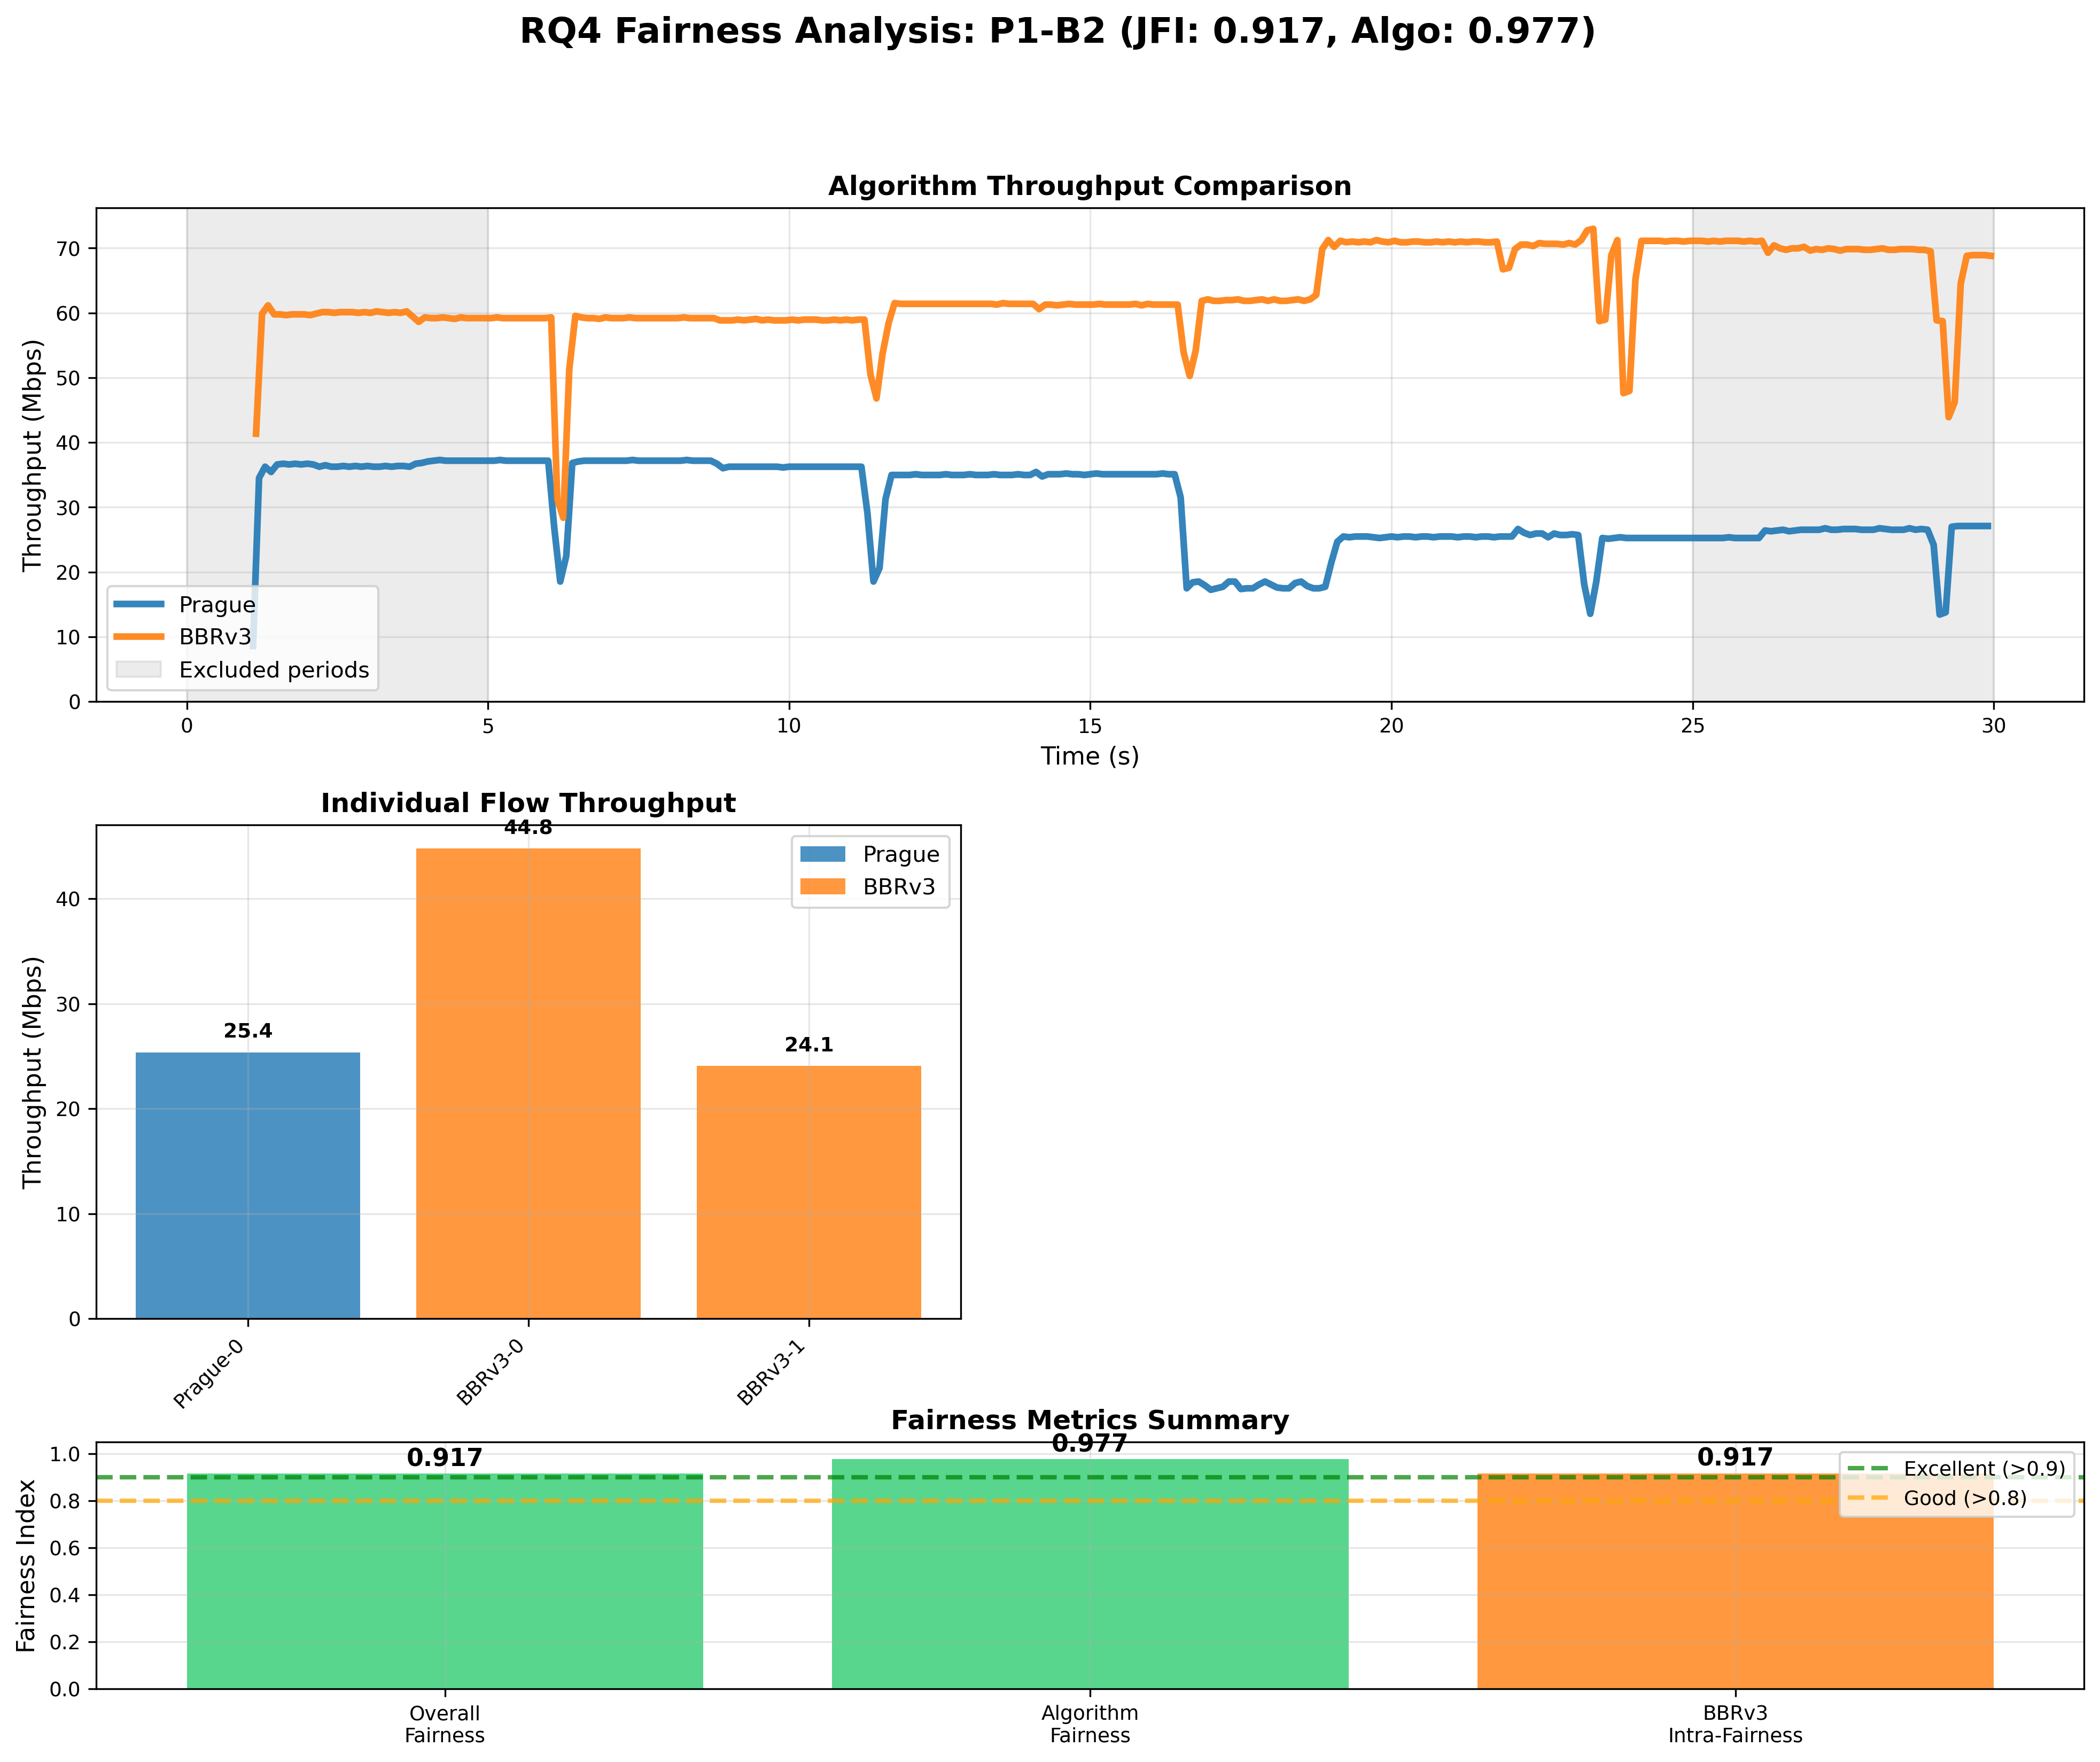 RQ4 Fairness Analysis: P1-B2 (JFI: 0.917, Algo: 0.977)
Algorithm Throughput Comparison
Throughput (Mbps)
70
60
50
40
30
20
10
0
Prague
BBRv3
Excluded periods
0 5 10 15 20 25 30
Time (s)
Individual Flow Throughput
Throughput (Mbps)
40
30
20
10
0
25.4
44.8
24.1
Prague
BBRv3
Prague-0
BBRv3-0
BBRv3-1
Fairness Metrics Summary
Fairness Index
1.0
0.8
0.6
0.4
0.2
0.0
0.917
0.977
0.917
Excellent (>0.9)
Good (>0.8)
Overall
Fairness
Algorithm
Fairness
BBRv3
Intra-Fairness